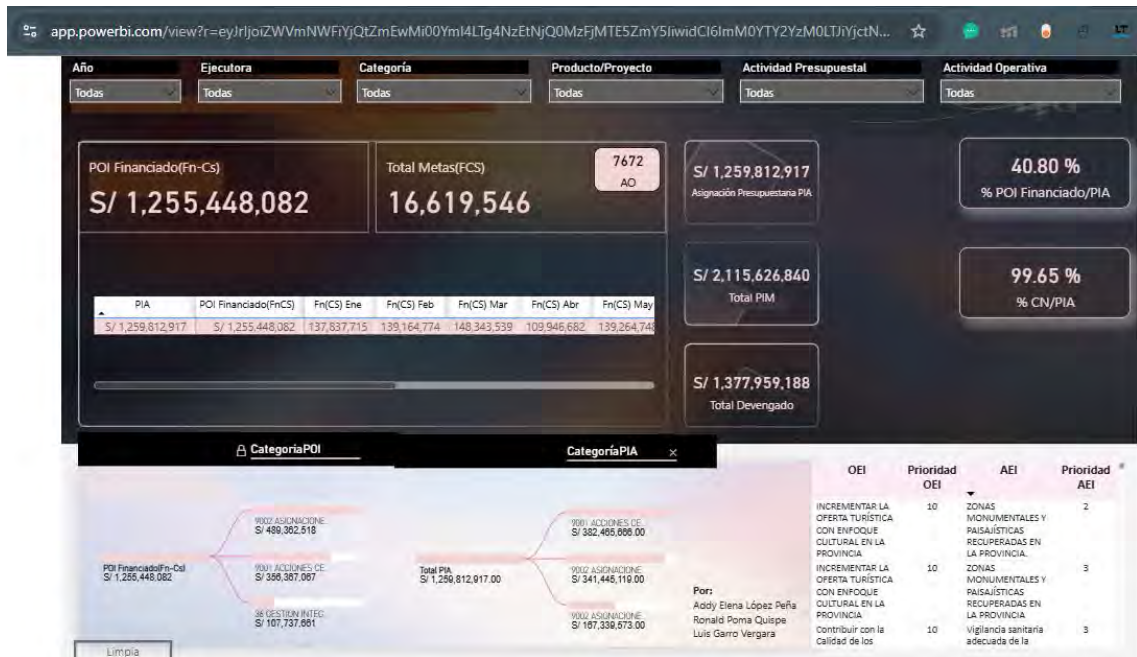 app.powerbi.com/view?r=eyJrIjoiZWVmNWFiYjQtZmEwMi00YmI4LTg4NzEtNjQ0MzFjMTE5ZmY5IiwidCI6ImM0YTY2YzM0LTJiYjctN...
Año Ejecutora Categoría Producto/Proyecto Actividad Presupuestal Actividad Operativa
Todas Todas Todas Todas Todas Todas
POI Financiado(Fn-Cs)
S/ 1,255,448,082
Total Metas(FCS)
16,619,546
7672
AO
S/ 1,259,812,917
Asignación Presupuestaria PIA
40.80 %
% POI Financiado/PIA
S/ 2,115,626,840
Total PIM
99.65 %
% CN/PIA
PIA POI Financiado(FnCS) Fn(CS) Ene Fn(CS) Feb Fn(CS) Mar Fn(CS) Abr Fn(CS) May
S/ 1,259,812,917 S/ 1,255,448,082 137,837,715 139,164,774 148,343,539 109,946,682 139,264,748
S/ 1,377,959,188
Total Devengado
CategoriaPOI
CategoríaPIA
POI Financiado(Fn-Cs)
S/ 1,255,448,082
9002 ASIGNACIONE...
S/ 489,362,518
9001 ACCIONES CE...
S/ 356,367,067
36 GESTION INTEG...
S/ 107,737,661
Total PIA
S/ 1,259,812,917.00
9001 ACCIONES CE...
S/ 382,465,666.00
9002 ASIGNACIONE...
S/ 341,445,119.00
9002 ASIGNACIONE...
S/ 167,339,573.00
Por:
Addy Elena López Peña
Ronald Poma Quispe
Luis Garro Vergara
OEI Prioridad OEI AEI Prioridad AEI
INCREMENTAR LA 10 ZONAS 2
OFERTA TURÍSTICA MONUMENTALES Y
CON ENFOQUE PAISAJÍSTICAS
CULTURAL EN LA RECUPERADAS EN
PROVINCIA LA PROVINCIA.
INCREMENTAR LA 10 ZONAS 3
OFERTA TURÍSTICA MONUMENTALES Y
CON ENFOQUE PAISAJÍSTICAS
CULTURAL EN LA RECUPERADAS EN
PROVINCIA LA PROVINCIA.
Contribuir con la 10 Vigilancia sanitaria 3
Calidad de los adecuada de la
Limpia